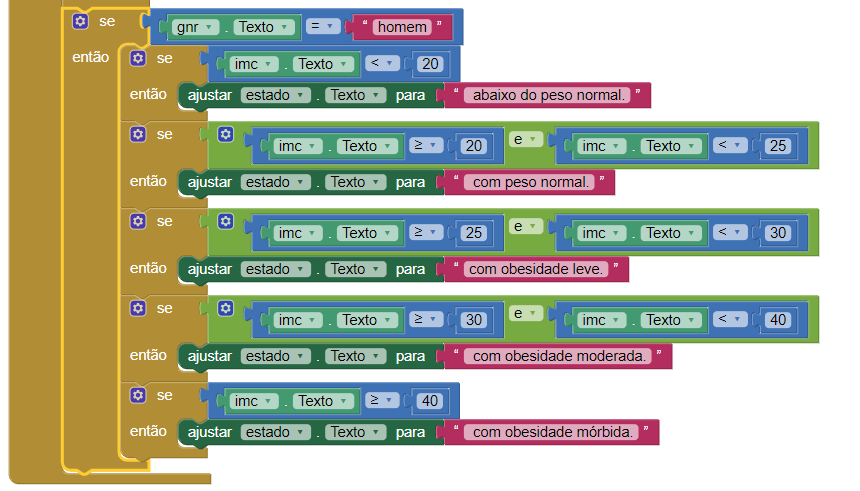 se gnr . Texto = " homem "
então se imc . Texto < 20
então ajustar estado . Texto para " abaixo do peso normal. "
se imc . Texto ≥ 20 e imc . Texto < 25
então ajustar estado . Texto para " com peso normal. "
se imc . Texto ≥ 25 e imc . Texto < 30
então ajustar estado . Texto para " com obesidade leve. "
se imc . Texto ≥ 30 e imc . Texto < 40
então ajustar estado . Texto para " com obesidade moderada. "
se imc . Texto ≥ 40
então ajustar estado . Texto para " com obesidade mórbida. "